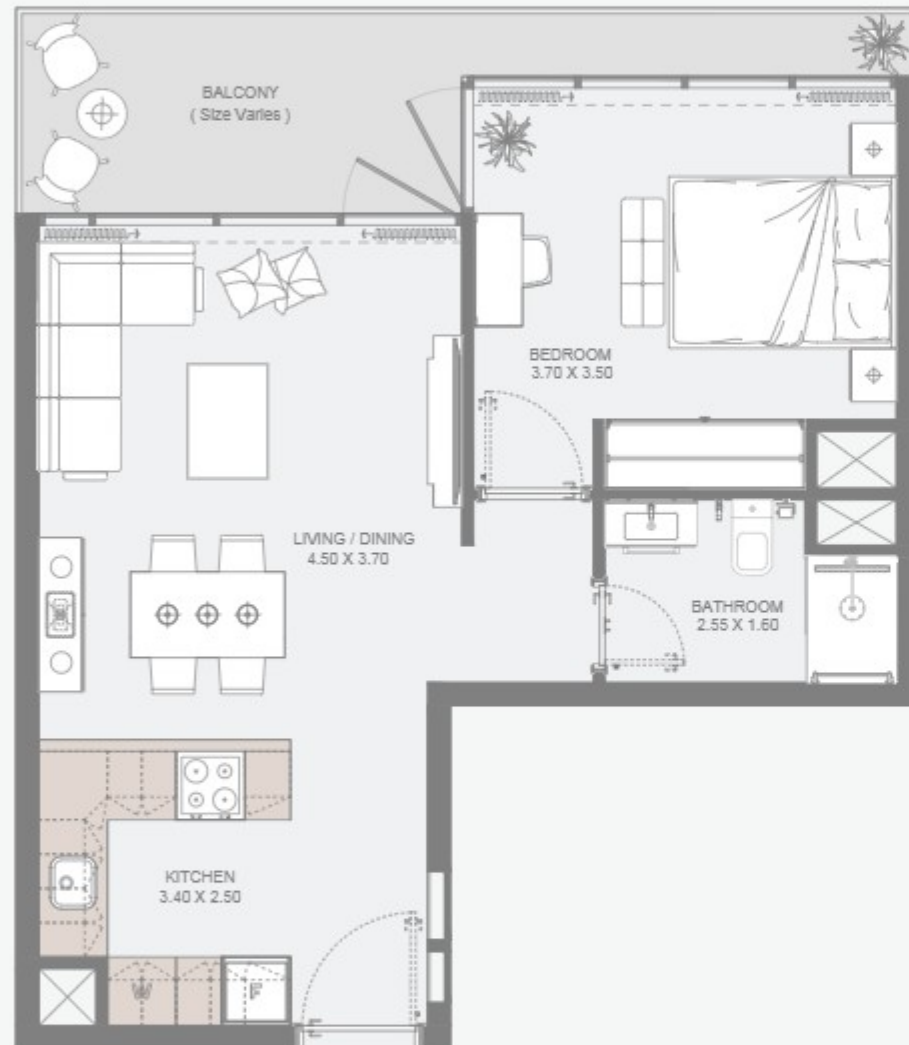 BALCONY
( Size Varies )
BEDROOM
3.70 X 3.50
LIVING / DINING
4.50 X 3.70
BATHROOM
2.55 X 1.60
KITCHEN
3.40 X 2.50
W
F